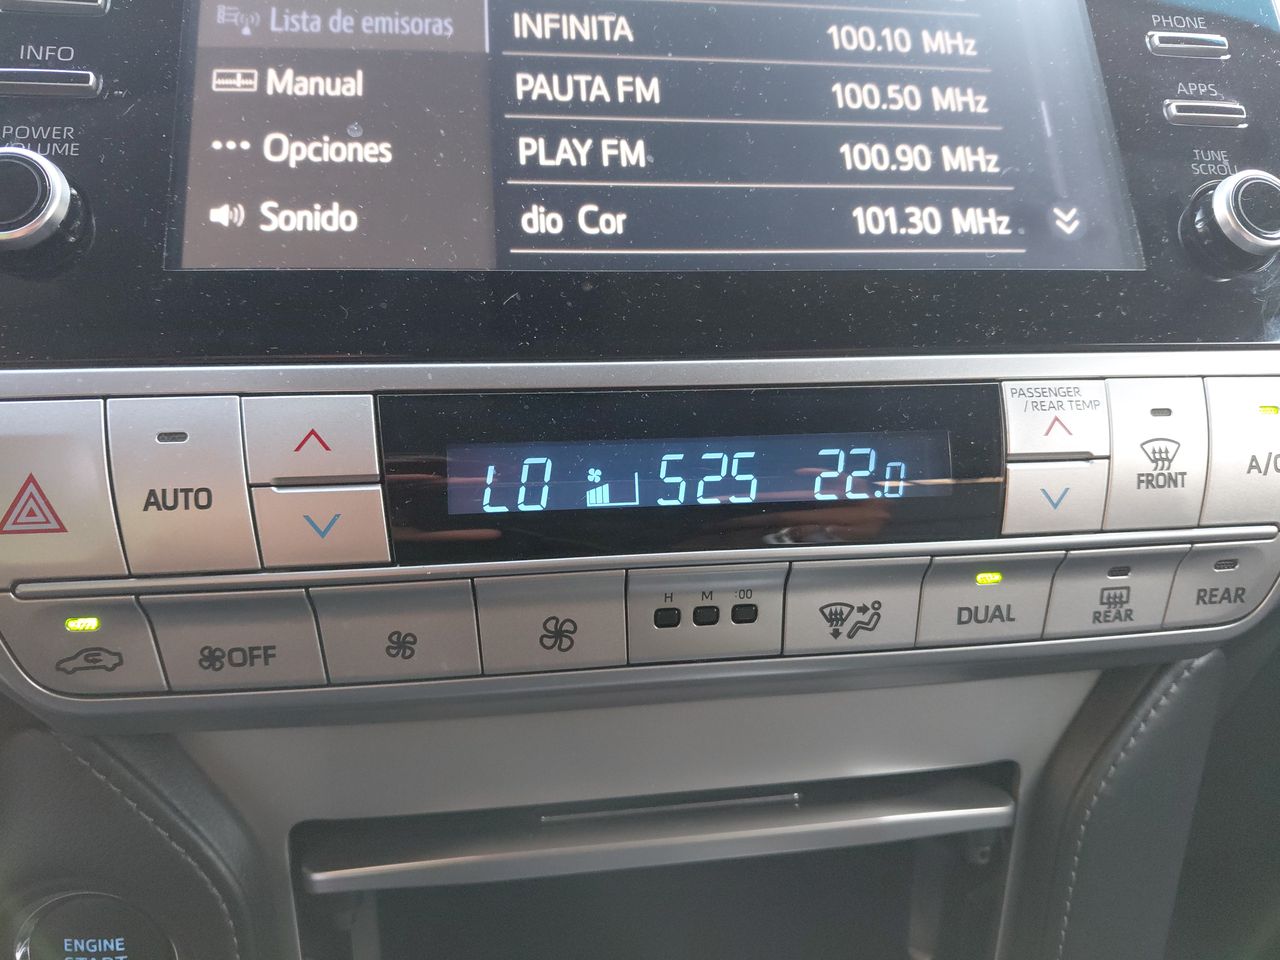 Lista de emisoras
INFINITA 100.10 MHz
INFO
Manual
PAUTA FM 100.50 MHz
Opciones
PLAY FM 100.90 MHz
Sonido
dio Cor 101.30 MHz
POWER
VOLUME
PHONE
APPS
TUNE
SCROLL
AUTO
LO 525 22.0
PASSENGER
/REAR TEMP
FRONT
A/C
OFF
H M :00
DUAL
REAR
REAR
ENGINE
START